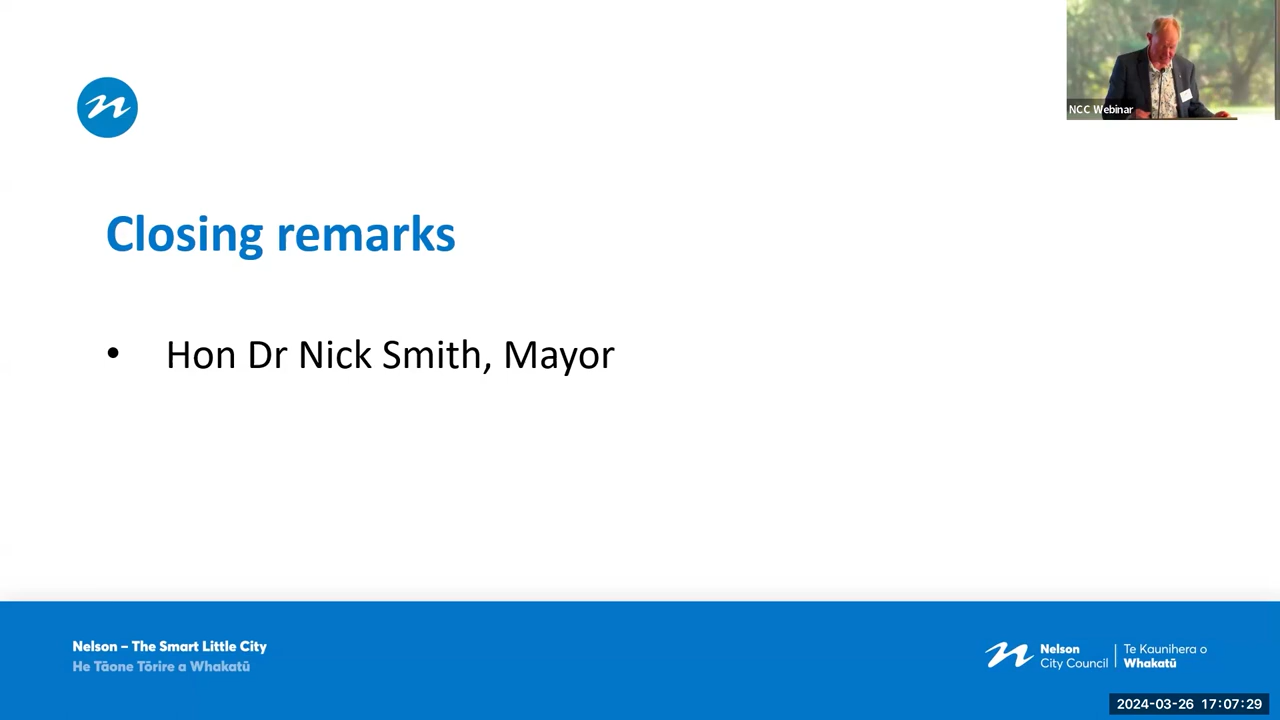 NCC Webinar
Closing remarks
• Hon Dr Nick Smith, Mayor
Nelson – The Smart Little City
He Tāone Tōrire a Whakatū
Nelson
City Council
Te Kaunihera o
Whakatū
2024-03-26 17:07:29